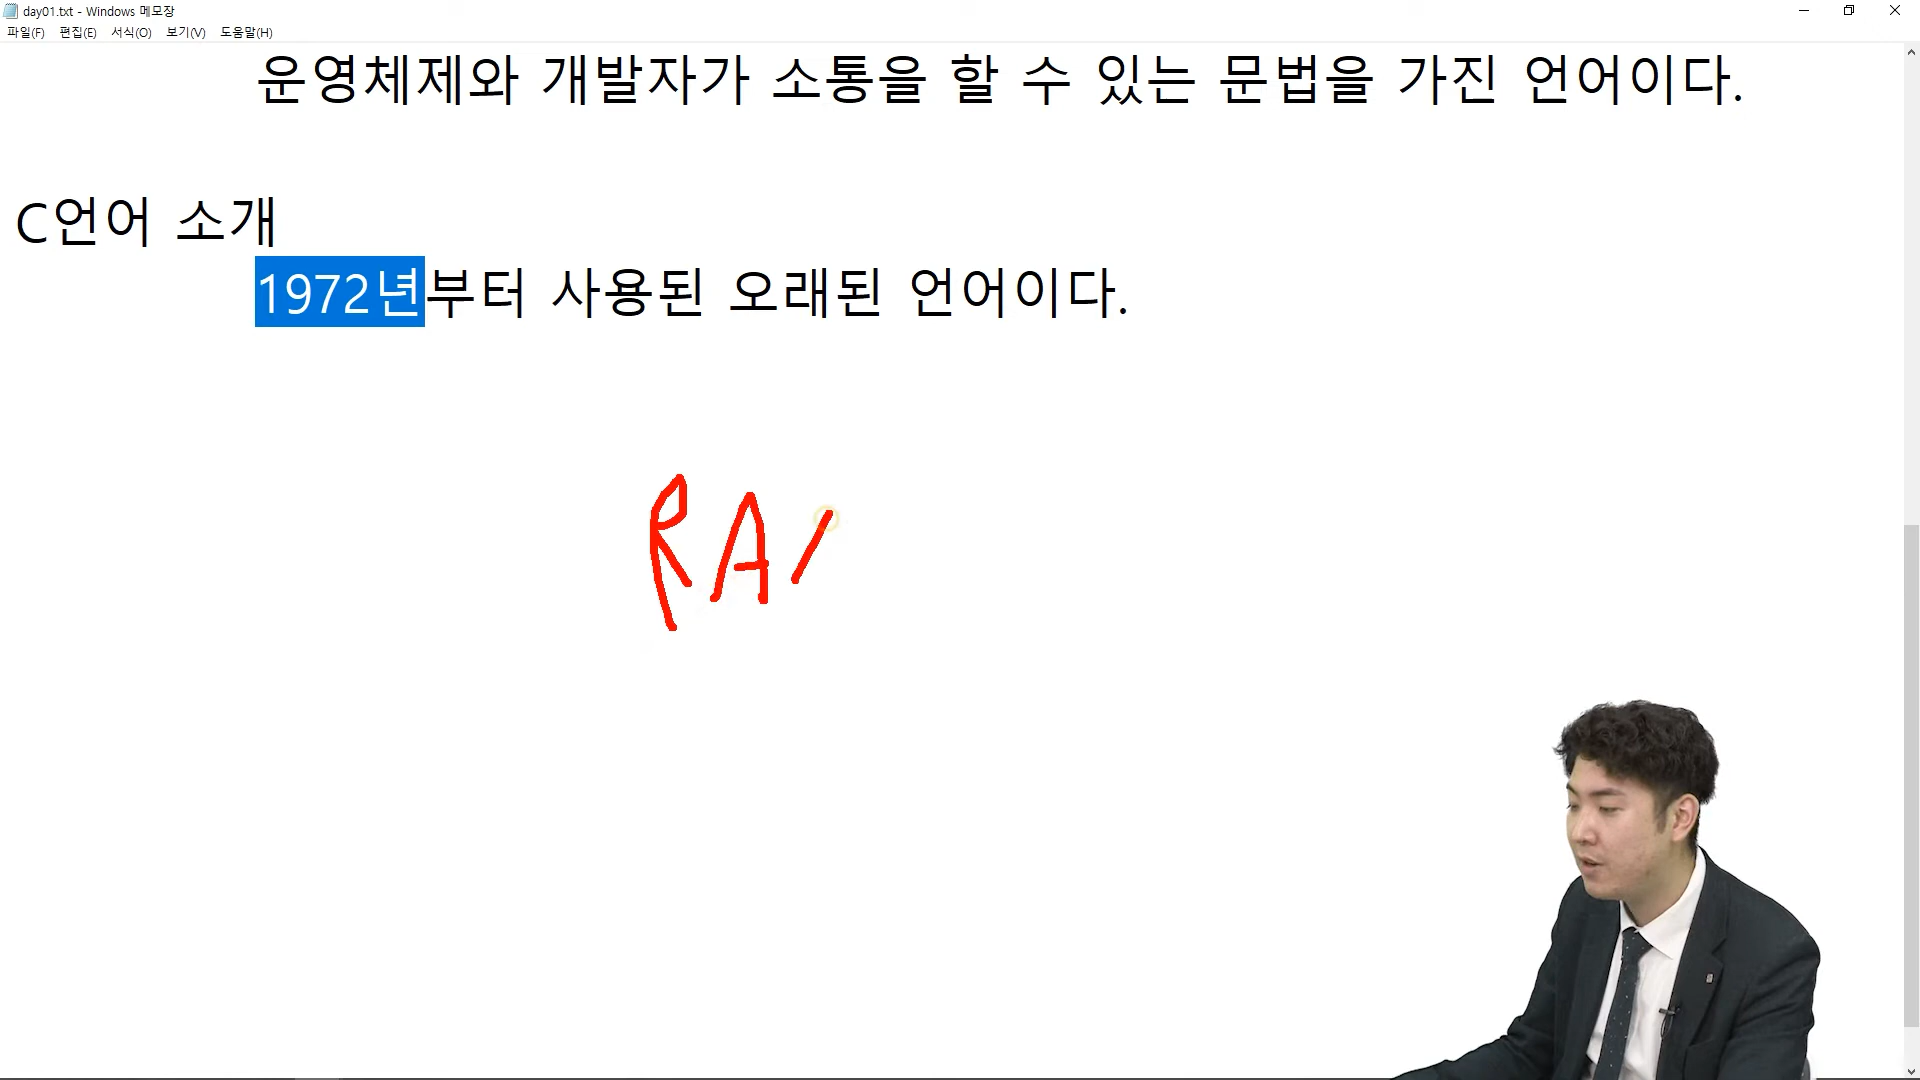 day01.txt - Windows 메모장
파일(F) 편집(E) 서식(O) 보기(V) 도움말(H)
운영체제와 개발자가 소통을 할 수 있는 문법을 가진 언어이다.
C언어 소개
1972년부터 사용된 오래된 언어이다.
RA